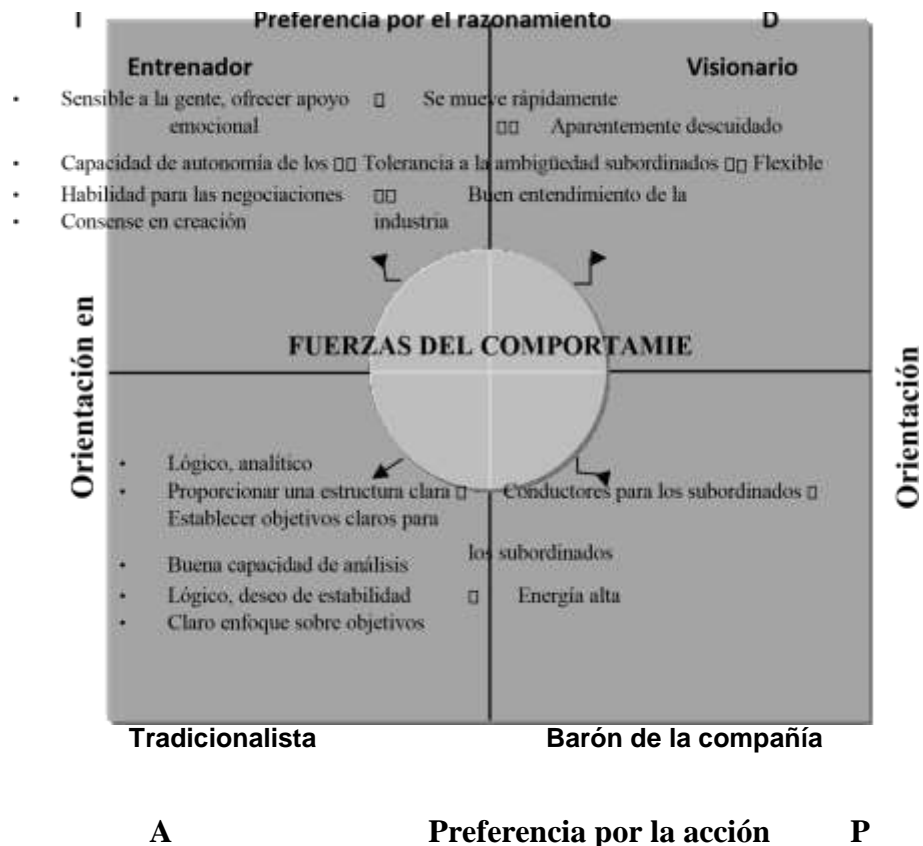 I Preferencia por el razonamiento D
Entrenador Visionario
• Sensible a la gente, ofrecer apoyo ▯ Se mueve rápidamente
emocional ▯▯ Aparentemente descuidado
• Capacidad de autonomía de los ▯▯ Tolerancia a la ambigüedad subordinados ▯▯ Flexible
• Habilidad para las negociaciones ▯▯ Buen entendimiento de la
• Consense en creación industria
Orientación en
FUERZAS DEL COMPORTAMIE
Orientación
• Lógico, analítico
• Proporcionar una estructura clara ▯ Conductores para los subordinados ▯
Establecer objetivos claros para
los subordinados
• Buena capacidad de análisis
• Lógico, deseo de estabilidad ▯ Energía alta
• Claro enfoque sobre objetivos
Tradicionalista Barón de la compañía
A Preferencia por la acción P